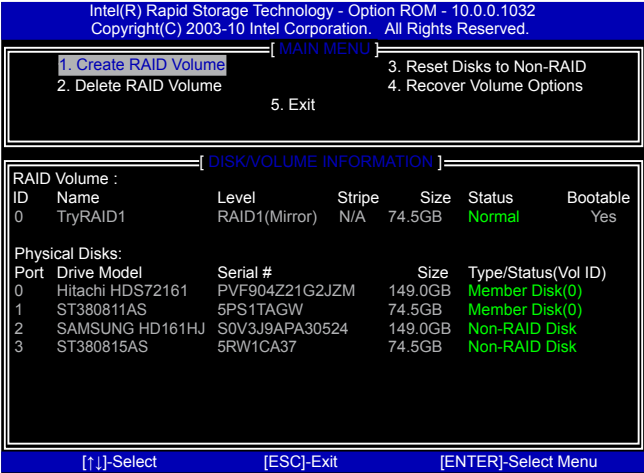 Intel(R) Rapid Storage Technology - Option ROM - 10.0.0.1032
Copyright(C) 2003-10 Intel Corporation. All Rights Reserved.
[ MAIN MENU ]
1. Create RAID Volume 3. Reset Disks to Non-RAID
2. Delete RAID Volume 4. Recover Volume Options
5. Exit
[ DISK/VOLUME INFORMATION ]
RAID Volume :
ID Name Level Stripe Size Status Bootable
0 TryRAID1 RAID1(Mirror) N/A 74.5GB Normal Yes
Physical Disks:
Port Drive Model Serial # Size Type/Status(Vol ID)
0 Hitachi HDS72161 PVF904Z21G2JZM 149.0GB Member Disk(0)
1 ST380811AS 5PS1TAGW 74.5GB Member Disk(0)
2 SAMSUNG HD161HJ S0V3J9APA30524 149.0GB Non-RAID Disk
3 ST380815AS 5RW1CA37 74.5GB Non-RAID Disk
[↑↓]-Select [ESC]-Exit [ENTER]-Select Menu